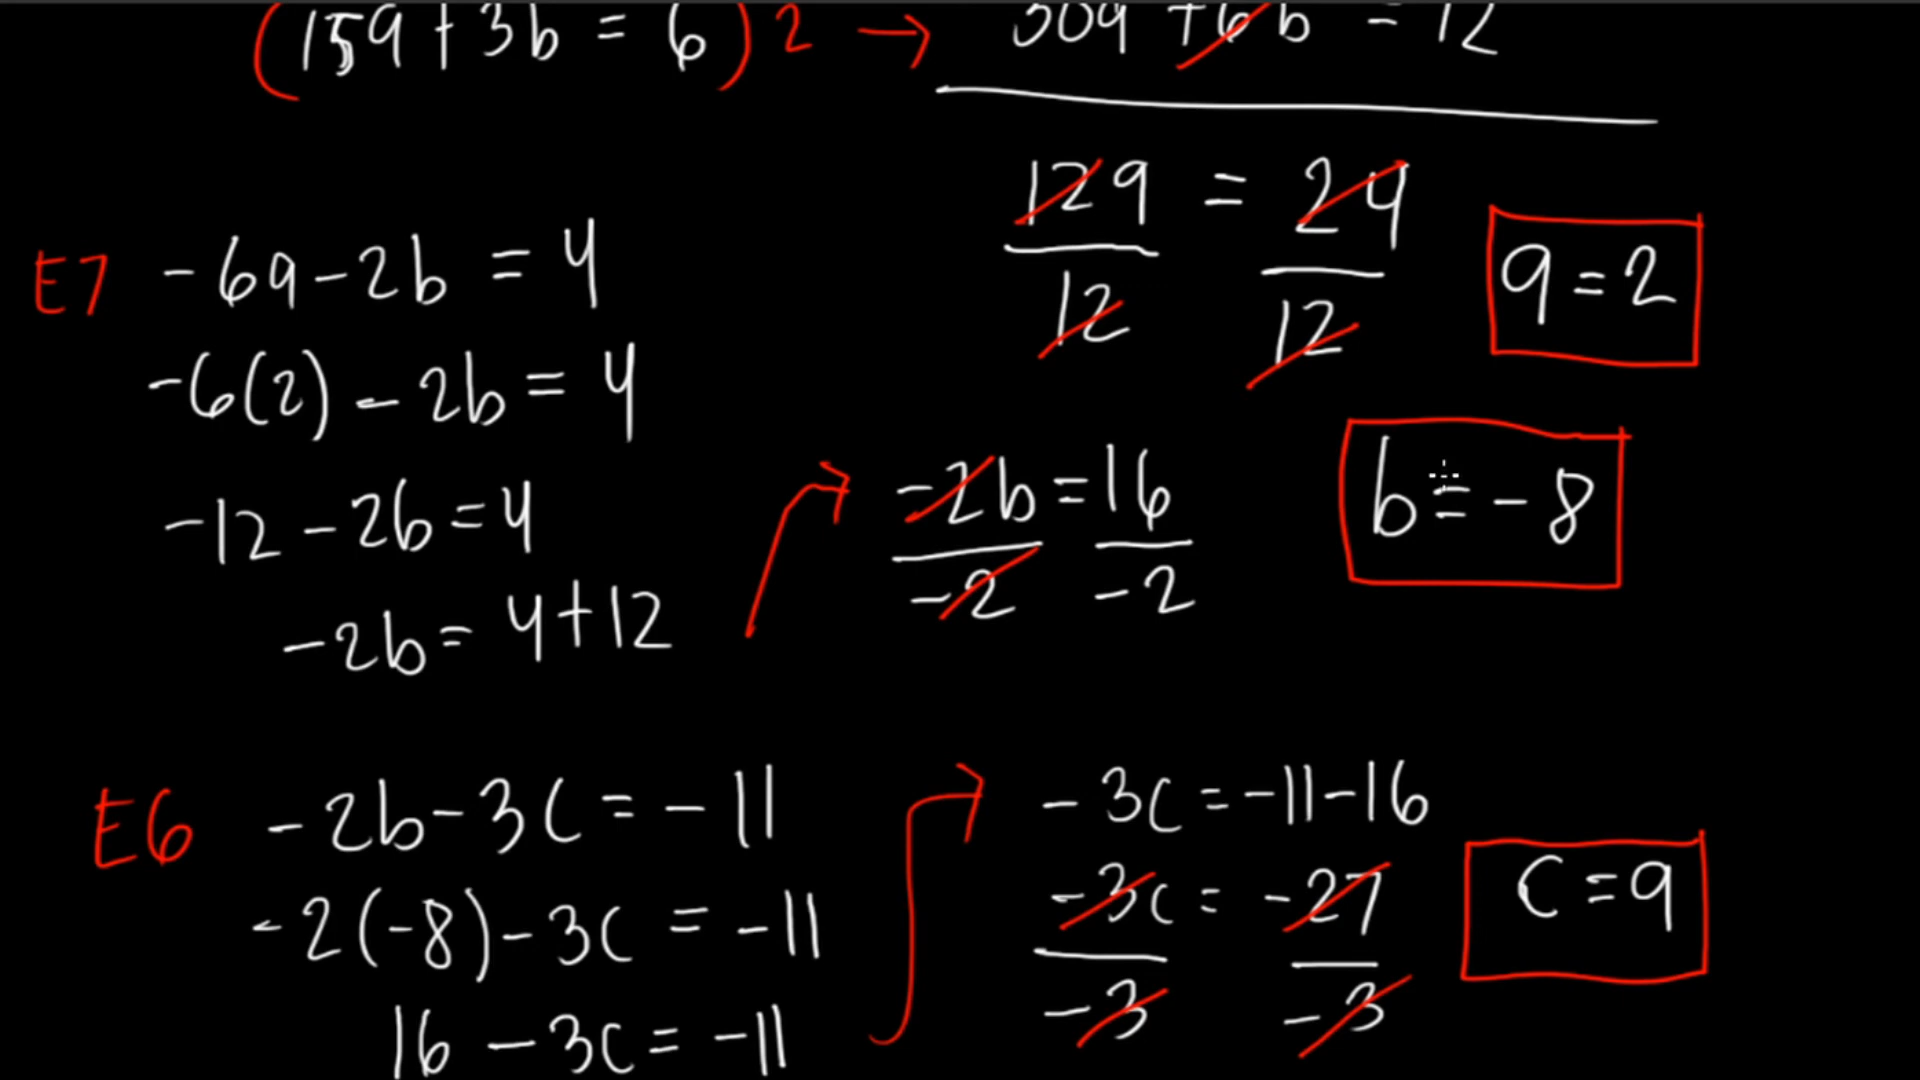 (15a + 3b = 6) 2 → 30a + 6b = 12
12a = 24
12 12
a = 2
E7 -6a - 2b = 4
-6(2) - 2b = 4
-12 - 2b = 4
-2b = 4 + 12
-2b = 16
-2 -2
b = -8
E6 -2b - 3c = -11
-2(-8) - 3c = -11
16 - 3c = -11
-3c = -11 - 16
-3c = -27
-3 -3
c = 9